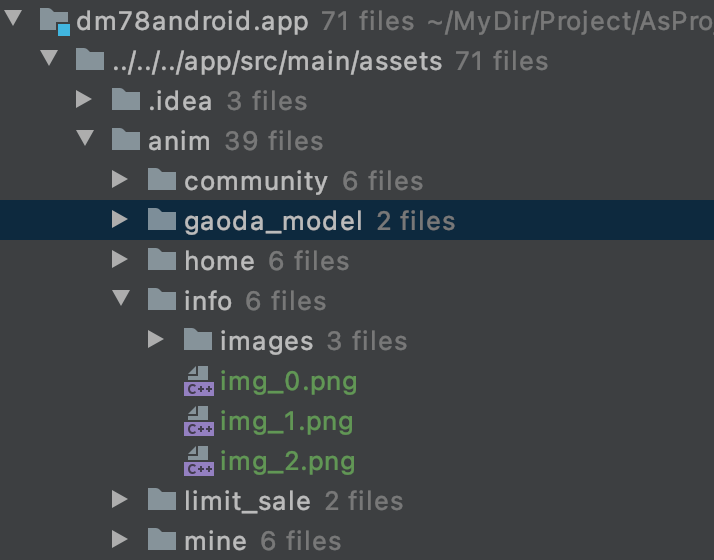 dm78android.app 71 files ~/MyDir/Project/AsPro
../../../app/src/main/assets 71 files
.idea 3 files
anim 39 files
community 6 files
gaoda_model 2 files
home 6 files
info 6 files
images 3 files
C++ img_0.png
C++ img_1.png
C++ img_2.png
limit_sale 2 files
mine 6 files